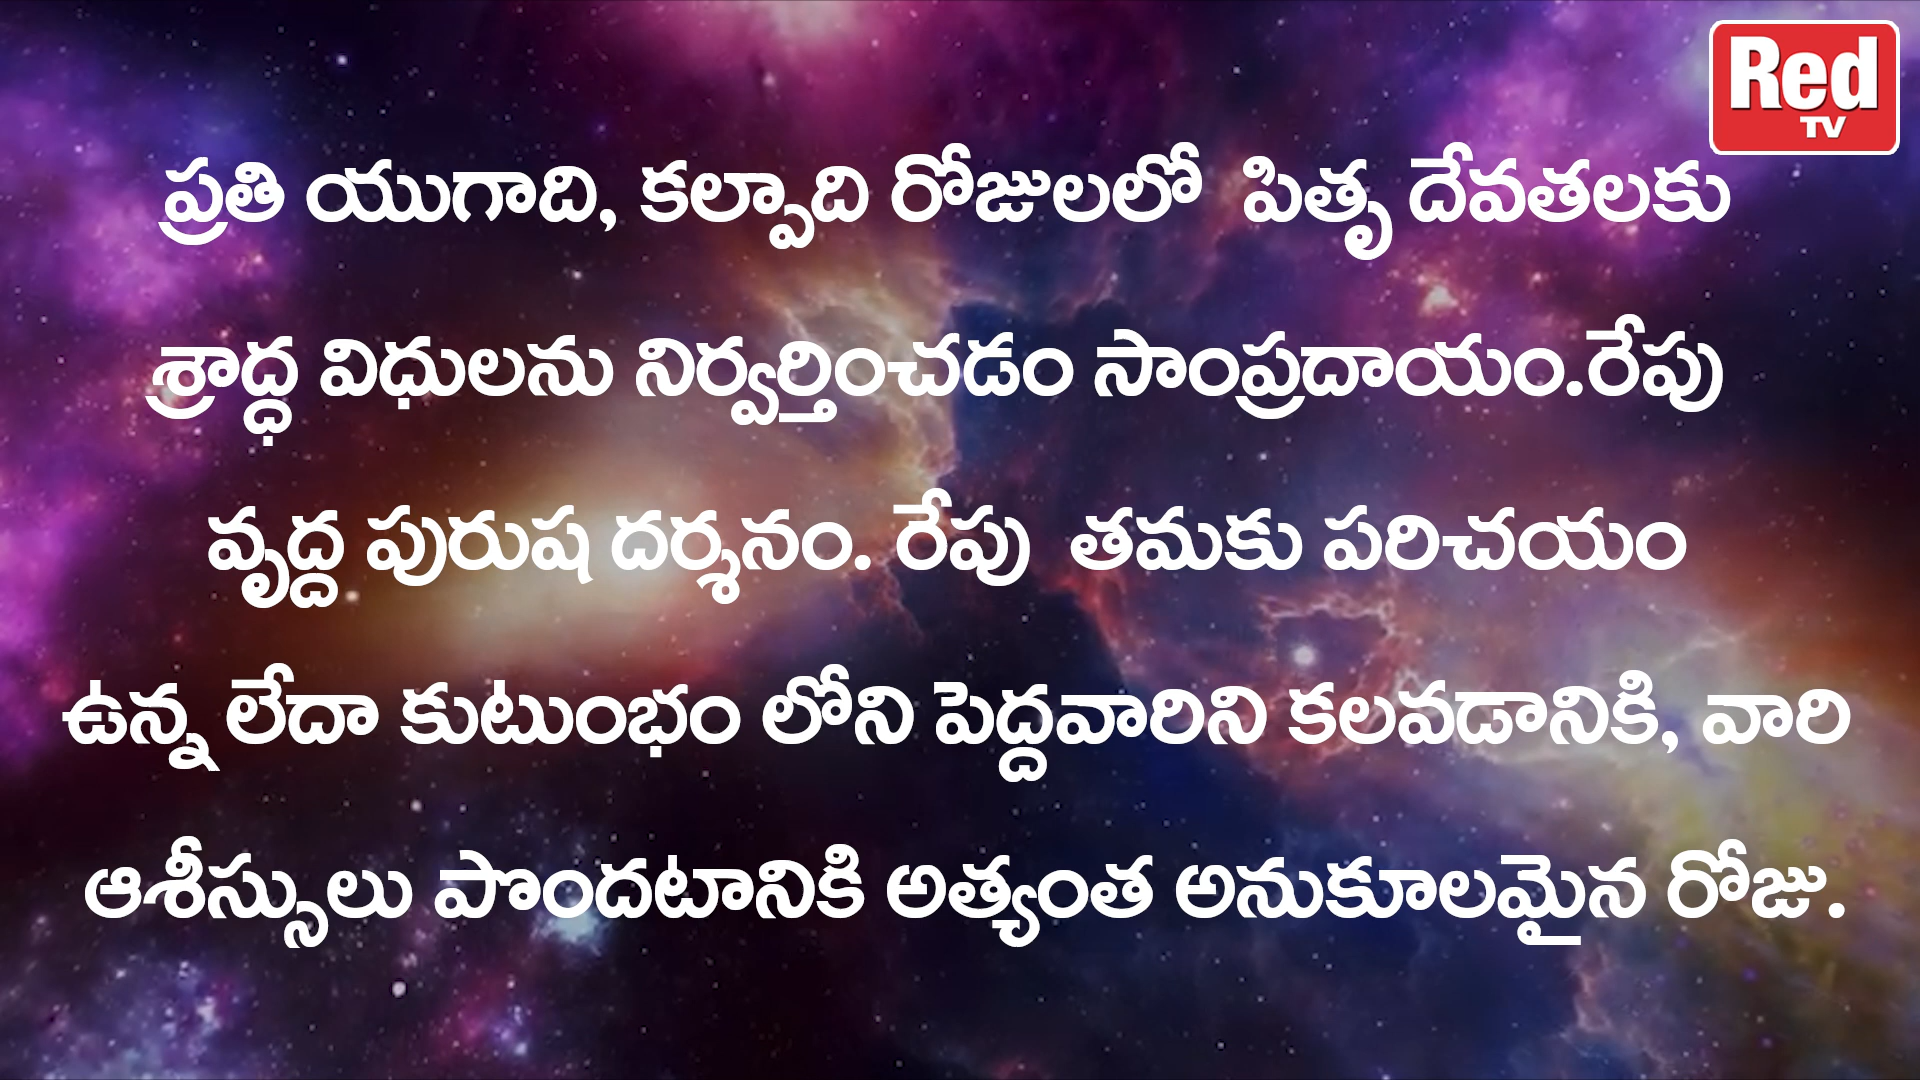 Red
TV
ప్రతి యుగాది, కల్పాది రోజులలో పితృ దేవతలకు
శ్రాద్ధ విధులను నిర్వర్తించడం సాంప్రదాయం.రేపు
వృద్ద పురుష దర్శనం. రేపు తమకు పరిచయం
ఉన్న లేదా కుటుంభం లోని పెద్దవారిని కలవడానికి, వారి
ఆశీస్సులు పొందటానికి అత్యంత అనుకూలమైన రోజు.